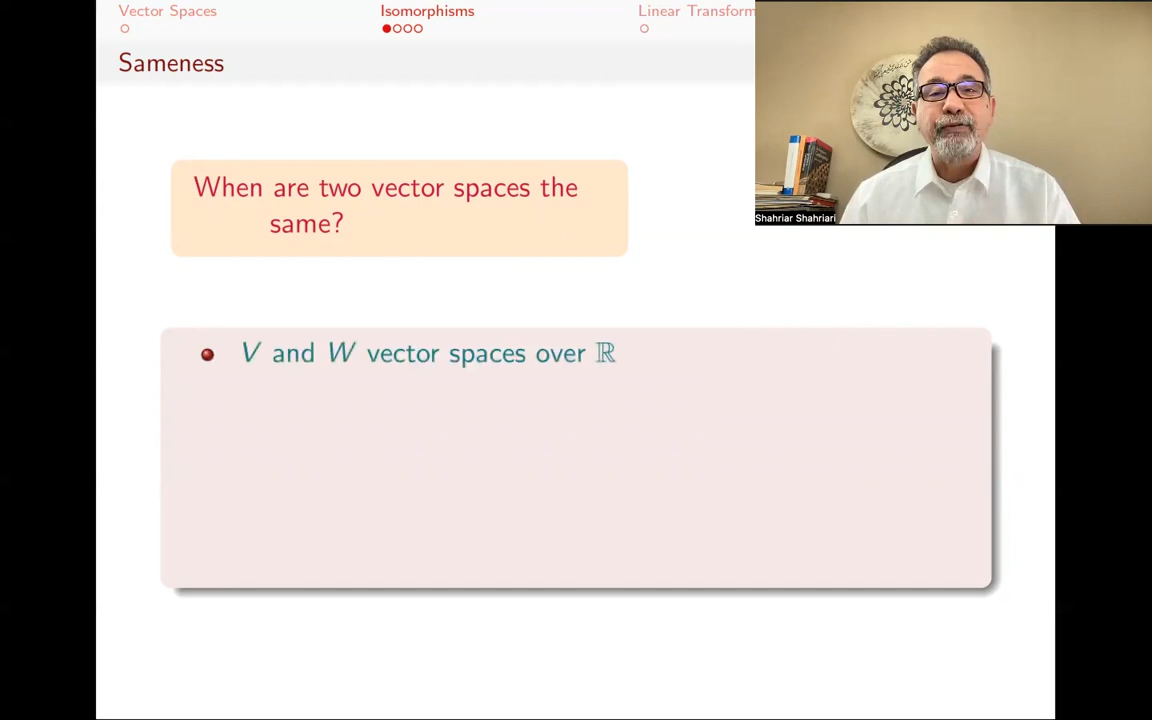 Vector Spaces
Isomorphisms
Linear Transform
Sameness
When are two vector spaces the
same?
V and W vector spaces over ℝ
Shahriar Shahriari